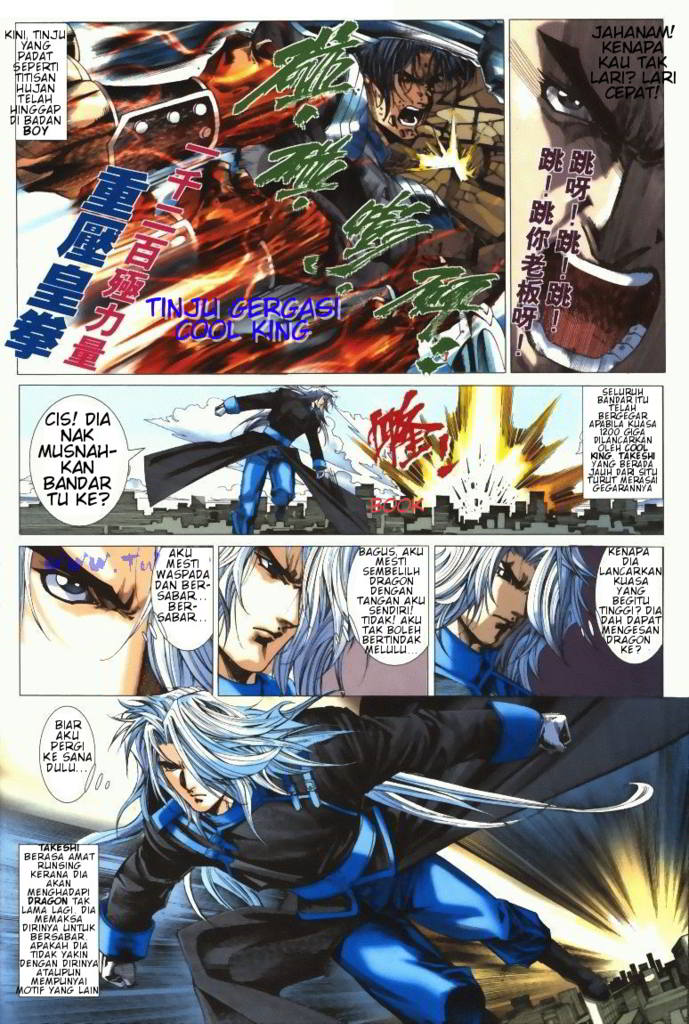 KINI, TINJU
YANG
PADAT
SEPERTI
TITISAN
HUJAN
TELAH
HINGGAP
DI BADAN
BOY
一千二百孻力量
重壓皇拳
TINJU GERGASI
COOL KING
JAHANAM!
KENAPA
KAU TAK
LARI? LARI
CEPAT!
跳呀！跳！跳！
跳！跳你老板呀！
CIS! DIA
NAK
MUSNAH-
KAN
BANDAR
TU KE?
隆!
BOOK
SELURUH
BANDAR ITU
TELAH
BERGEGAR
APABILA KUASA
1200 GIGA
DILANCARKAN
OLEH COOL
KING. TAKESHI
YANG BERADA
JAUH DARI SITU
TURUT MERASAI
GEGARANNYA
www.Tw
AKU
MESTI
WASPADA
DAN BER
SABAR...
BER-
SABAR...
BAGUS, AKU
MESTI
SEMBELIH
DRAGON
DENGAN
TANGAN AKU
SENDIRI!
TIDAK! AKU
TAK BOLEH
BERTINDAK
MELULU...
KENAPA
DIA
LANCARKAN
KUASA
YANG
BEGITU
TINGGI? DIA
DAH DAPAT
MENGESAN
DRAGON
KE?
BIAR
AKU
PERGI
KE SANA
DULU...
TAKESHI
BERASA AMAT
RUNSING
KERANA DIA
AKAN
MENGHADAPI
DRAGON TAK
LAMA LAGI. DIA
MEMAKSA
DIRINYA UNTUK
BERSABAR.
APAKAH DIA
TIDAK YAKIN
DENGAN DIRINYA
ATAUPUN
MEMPUNYAI
MOTIF YANG LAIN